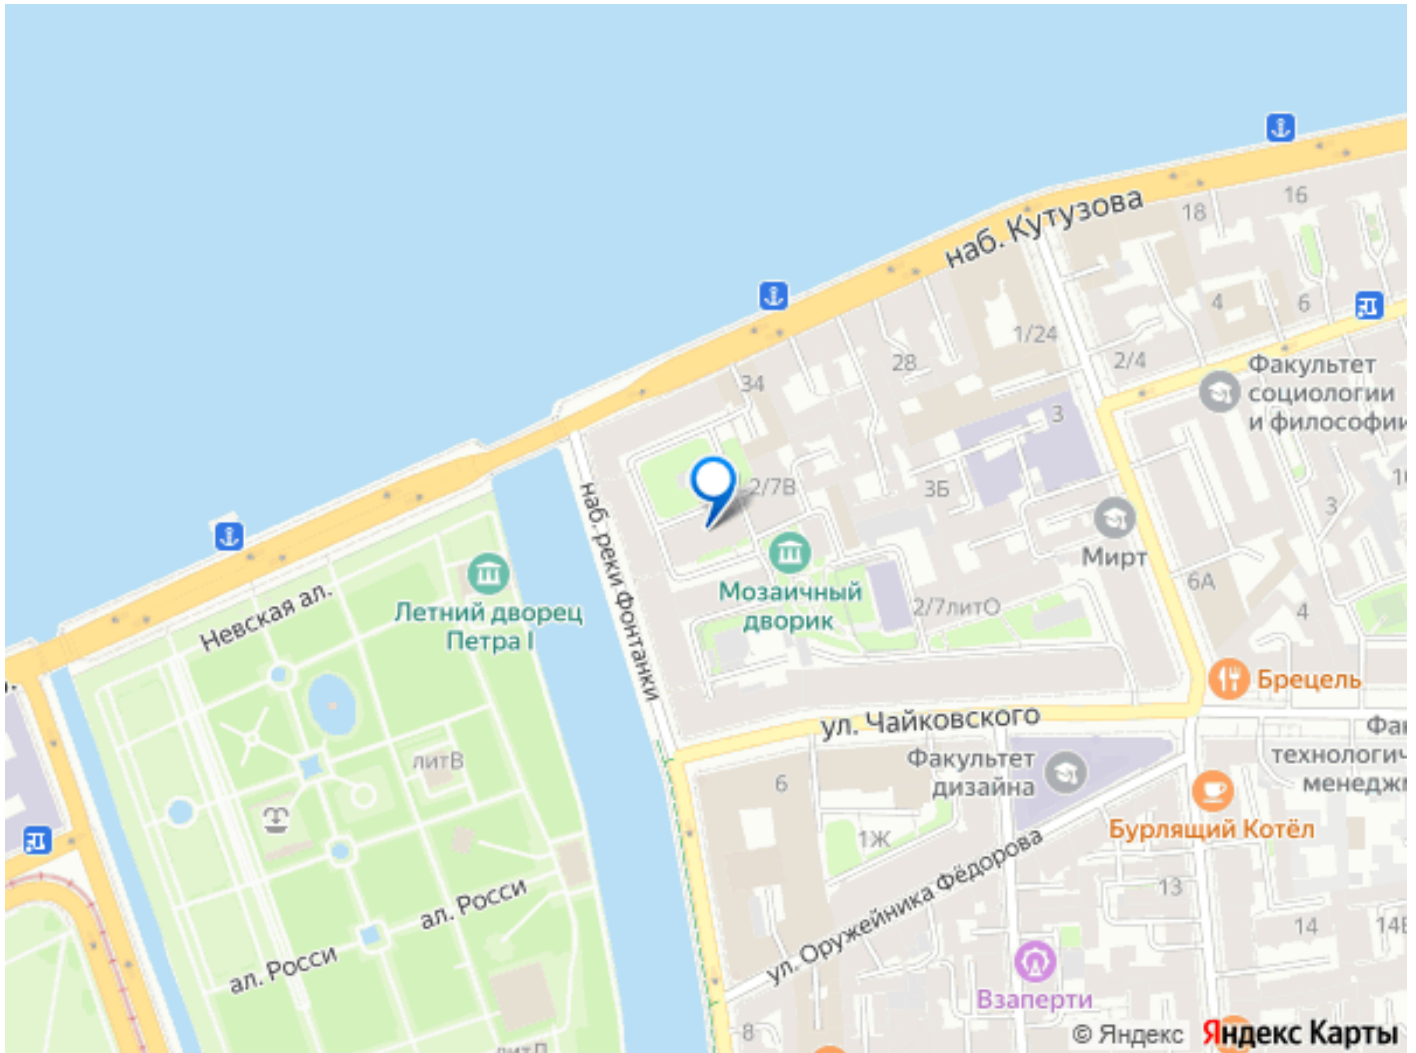 наб. Кутузова
16
18
4
6
1/24
2/4
28
34
Факультет
социологии
и философии
3
2/7В
3Б
3
Мирт
наб. реки фонтанки
Мозаичный
дворик
2/7литО
6А
4
Летний дворец
Петра I
Невская ал.
Брецель
ул. Чайковского
Факультет
дизайна
технологич
менеджм
литВ
6
1Ж
Бурлящий Котёл
ул. Оружейника Фёдорова
13
14
ал. Росси
ал. Росси
Взаперти
8
© Яндекс
Яндекс Карты